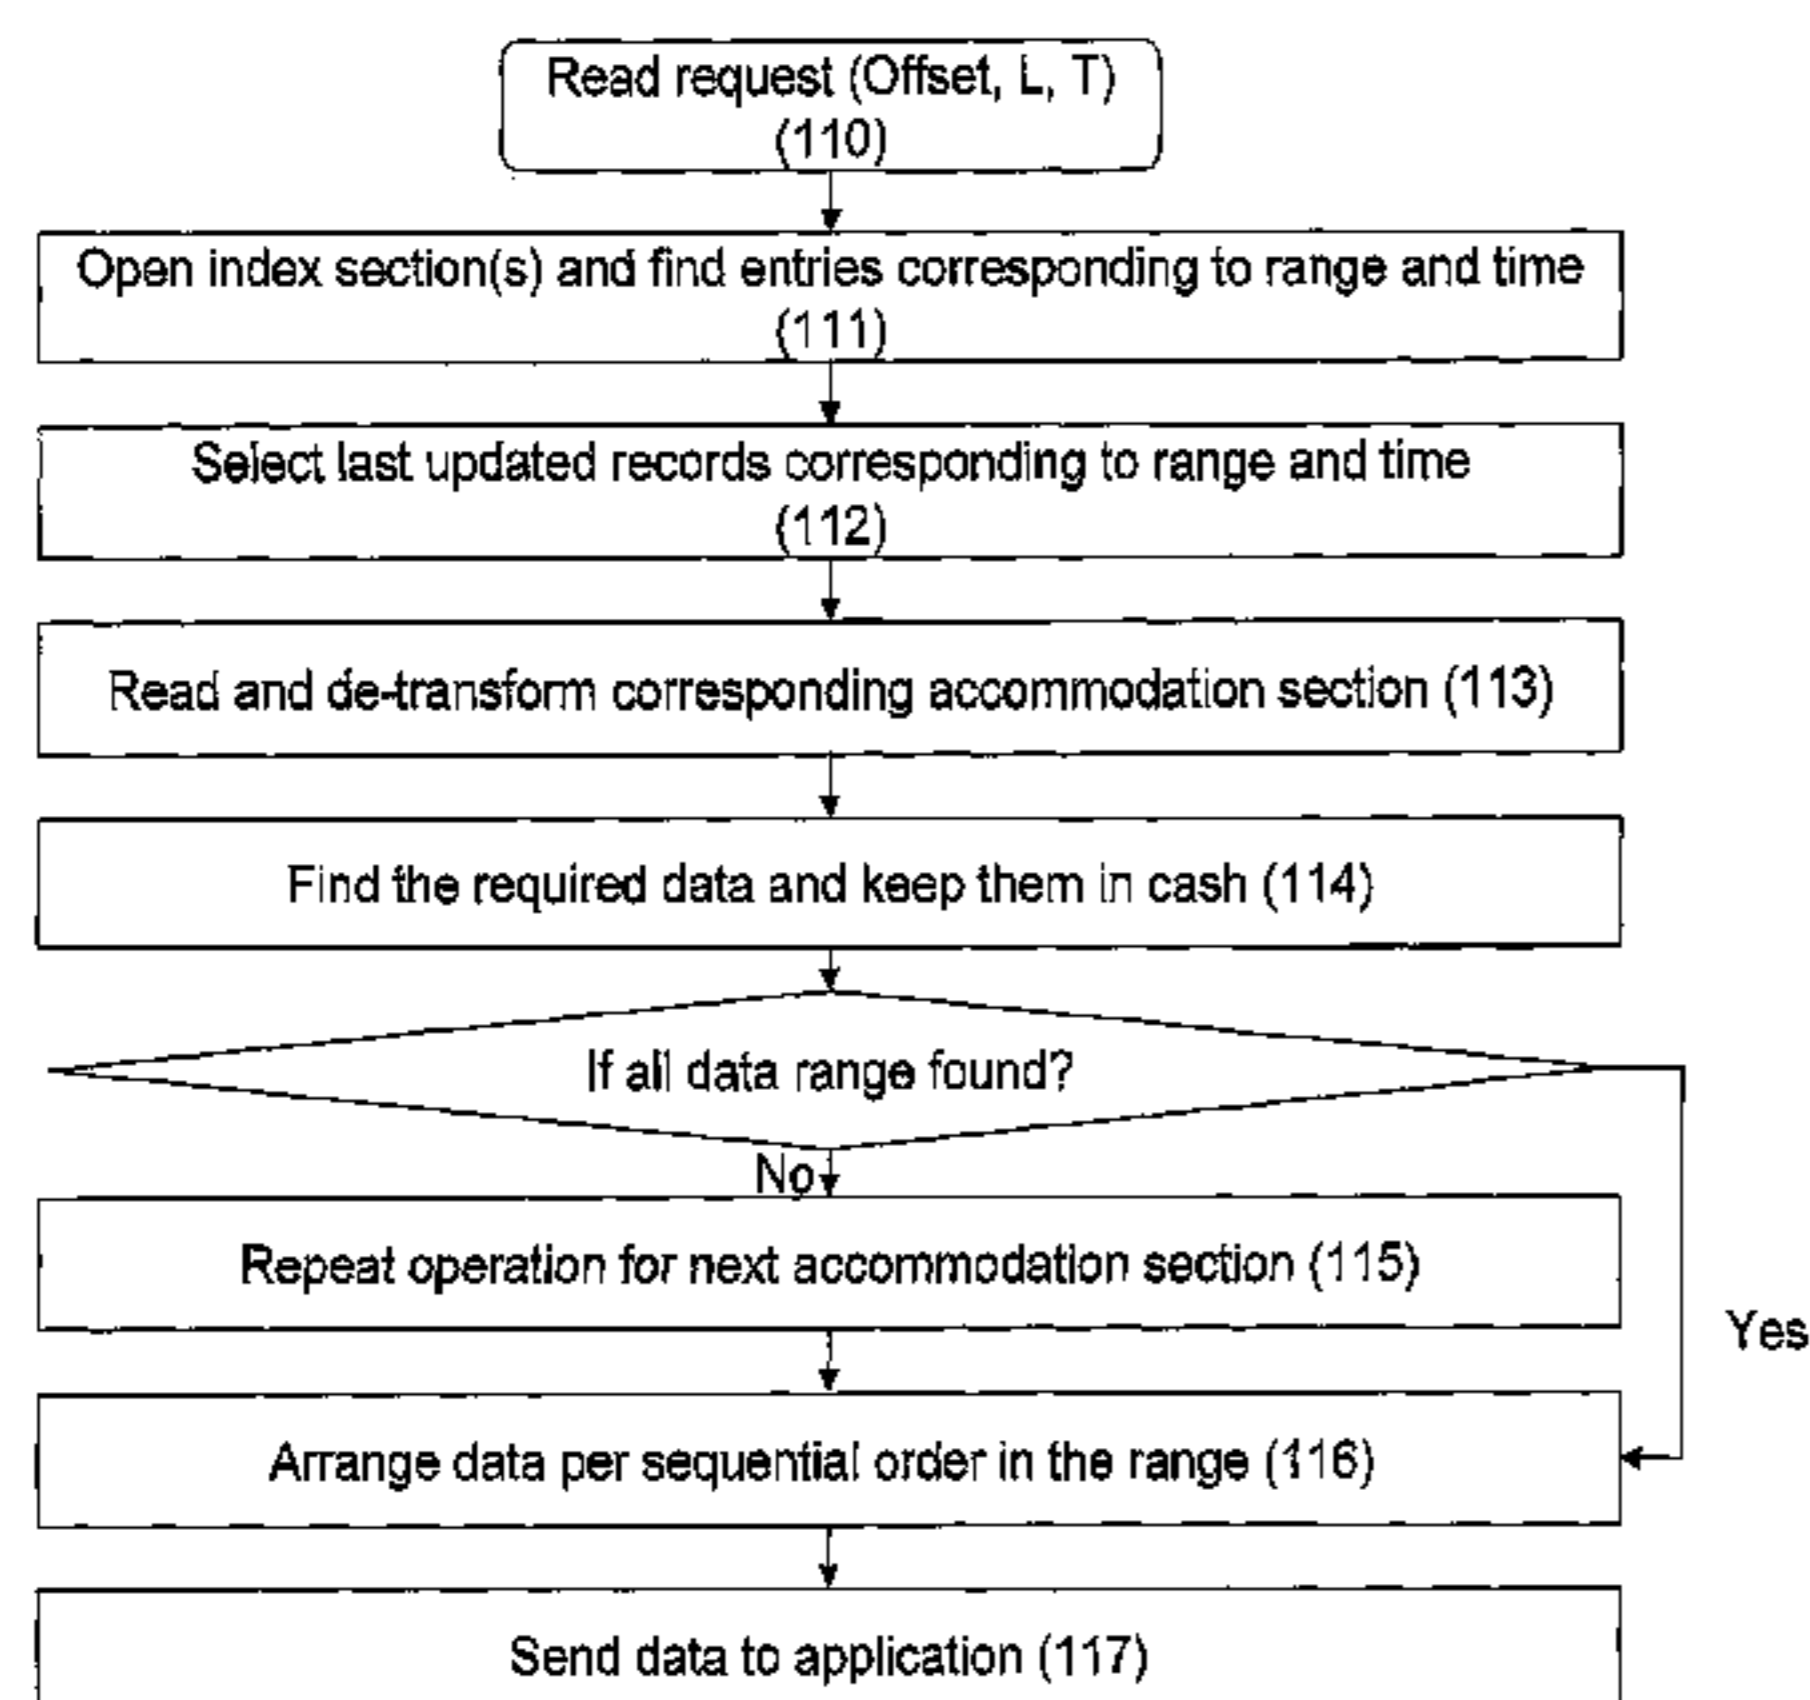 Read request (Offset, L, T)
(110)
Open index section(s) and find entries corresponding to range and time
(111)
Select last updated records corresponding to range and time
(112)
Read and de-transform corresponding accommodation section (113)
Find the required data and keep them in cash (114)
If all data range found?
No
Repeat operation for next accommodation section (115)
Yes
Arrange data per sequential order in the range (116)
Send data to application (117)